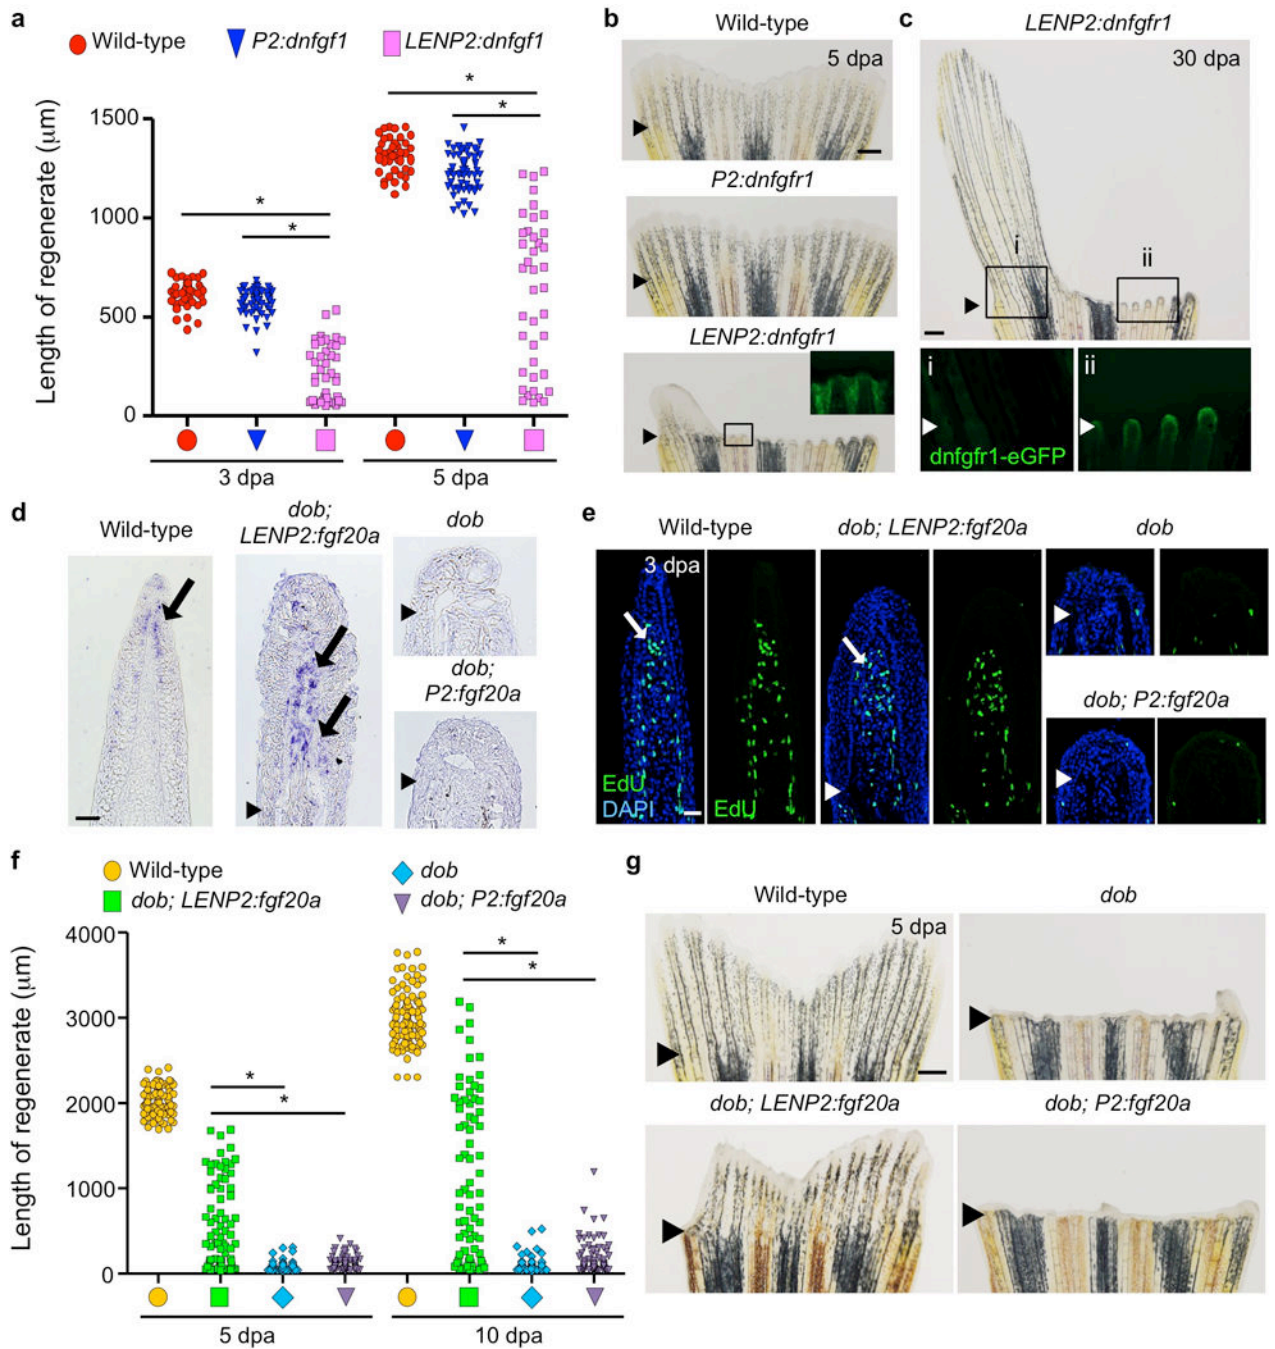 a
Wild-type P2:dnfgf1 LENP2:dnfgf1
Length of regenerate (μm)
1500
1000
500
0
* * * *
3 dpa 5 dpa
b
Wild-type
5 dpa
P2:dnfgfr1
LENP2:dnfgfr1
c
LENP2:dnfgfr1
30 dpa
i
ii
i
dnfgfr1-eGFP
ii
d
Wild-type
dob;
LENP2:fgf20a
dob
dob;
P2:fgf20a
e
Wild-type
dob; LENP2:fgf20a
dob
3 dpa
EdU
DAPI
EdU
dob; P2:fgf20a
f
Wild-type dob
dob; LENP2:fgf20a dob; P2:fgf20a
Length of regenerate (μm)
4000
3000
2000
1000
0
* * * *
5 dpa 10 dpa
g
Wild-type
dob
5 dpa
dob; LENP2:fgf20a
dob; P2:fgf20a